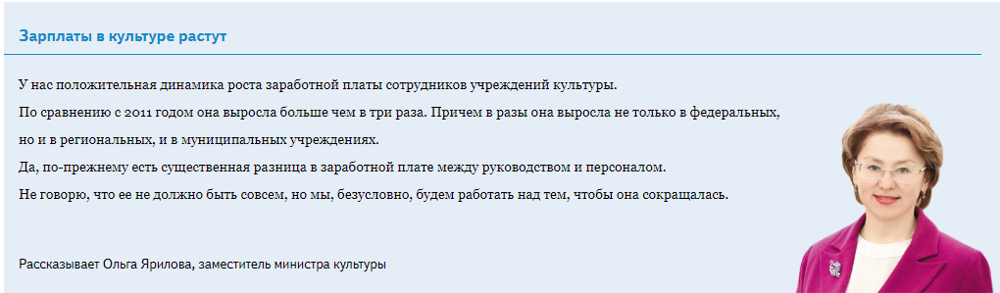 Зарплаты в культуре растут
У нас положительная динамика роста заработной платы сотрудников учреждений культуры.
По сравнению с 2011 годом она выросла больше чем в три раза. Причем в разы она выросла не только в федеральных,
но и в региональных, и в муниципальных учреждениях.
Да, по-прежнему есть существенная разница в заработной плате между руководством и персоналом.
Не говорю, что ее не должно быть совсем, но мы, безусловно, будем работать над тем, чтобы она сокращалась.
Рассказывает Ольга Ярилова, заместитель министра культуры